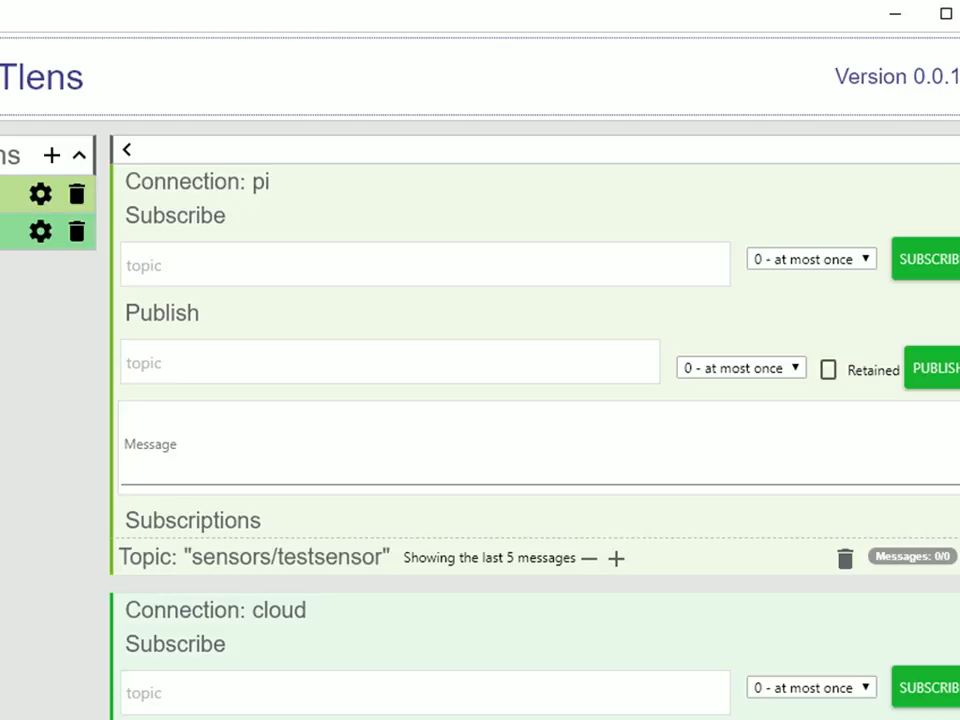 Tlens
Version 0.0.1
ns
Connection: pi
Subscribe
topic
0 - at most once
SUBSCRIB
Publish
topic
0 - at most once
Retained
PUBLISH
Message
Subscriptions
Topic: "sensors/testsensor" Showing the last 5 messages
Messages: 0/0
Connection: cloud
Subscribe
topic
0 - at most once
SUBSCRIB